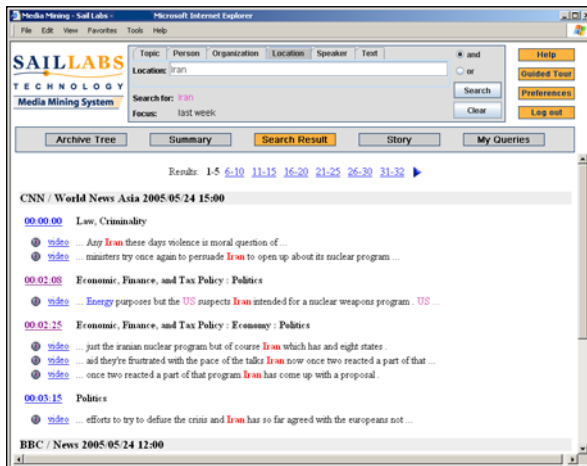 Media Mining - Sail Labs - Microsoft Internet Explorer
File Edit View Favorites Tools Help
SAIL LABS
TECHNOLOGY
Media Mining System
Topic Person Organization Location Speaker Text
Location: Iran
Search for: Iran
Focus: last week
and
or
Search
Clear
Help
Guided Tour
Preferences
Log out
Archive Tree Summary Search Result Story My Queries
Results: 1-5 6-10 11-15 16-20 21-25 26-30 31-32
CNN / World News Asia 2005/05/24 15:00
00:00:00 Law, Criminality
video ... Any Iran these days violence is moral question of ...
video ... ministers try once again to persuade Iran to open up about its nuclear program ...
00:02:08 Economic, Finance, and Tax Policy : Politics
video ... Energy purposes but the US suspects Iran intended for a nuclear weapons program . US ...
00:02:25 Economic, Finance, and Tax Policy : Economy : Politics
video ... just the iranian nuclear program but of course Iran which has and eight states .
video ... aid they're frustrated with the pace of the talks Iran now once two reacted a part of that ...
video ... once two reacted a part of that program Iran has come up with a proposal .
00:03:15 Politics
video ... efforts to try to defuse the crisis and Iran has so far agreed with the europeans not ...
BBC / News 2005/05/24 12:00